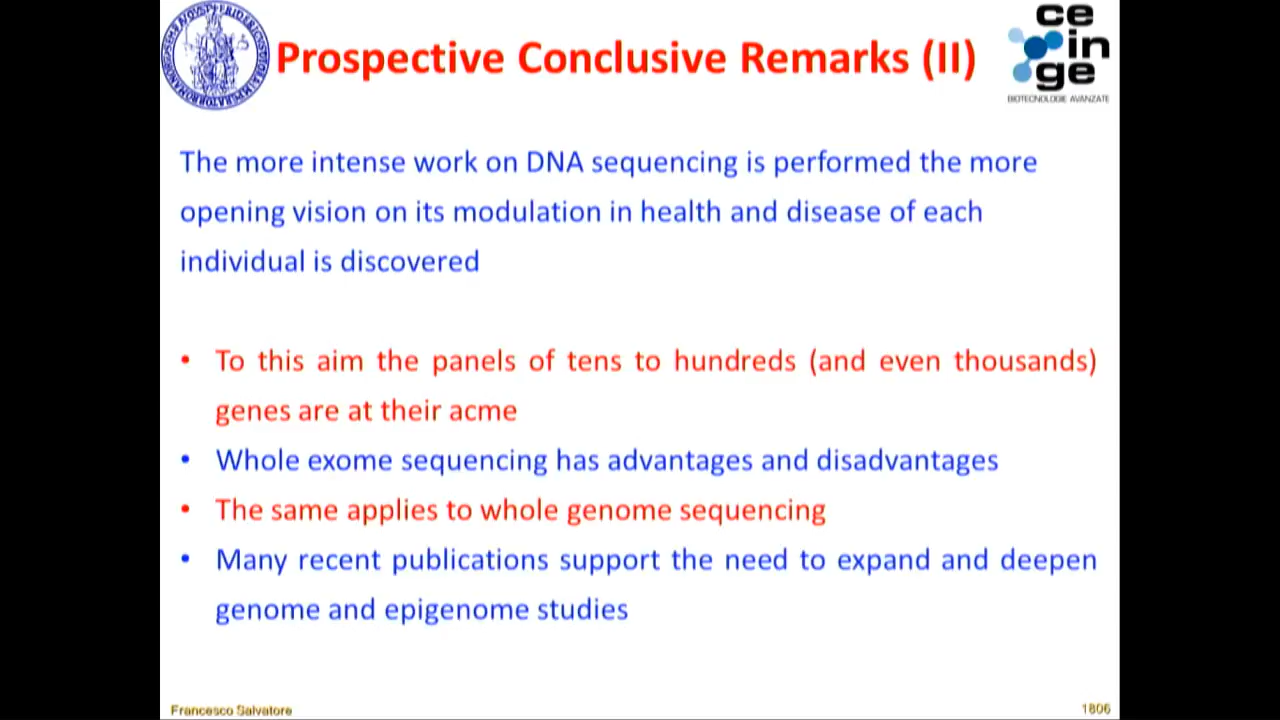 Prospective Conclusive Remarks (II)
ce
in
ge
BIOTECNOLOGIE AVANZATE
The more intense work on DNA sequencing is performed the more
opening vision on its modulation in health and disease of each
individual is discovered
• To this aim the panels of tens to hundreds (and even thousands)
genes are at their acme
• Whole exome sequencing has advantages and disadvantages
• The same applies to whole genome sequencing
• Many recent publications support the need to expand and deepen
genome and epigenome studies
Francesco Salvatore
1806